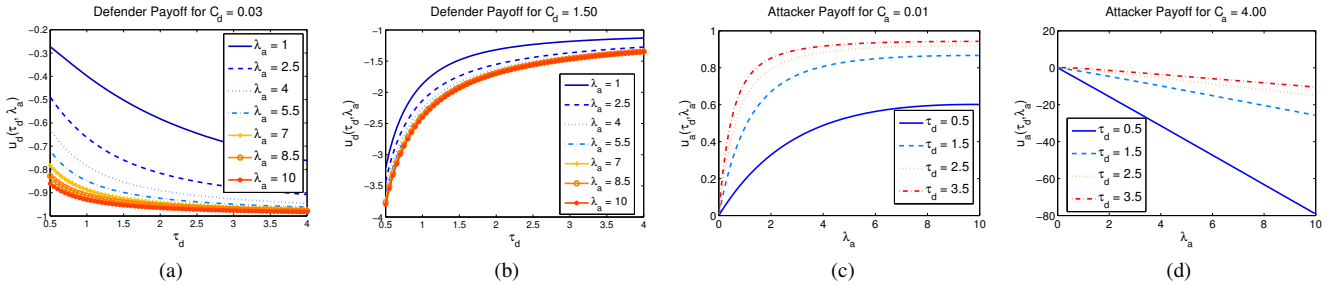 Defender Payoff for C_d = 0.03
−0.2
−0.3
−0.4
−0.5
−0.6
−0.7
−0.8
−0.9
−1
u_d(τ_d,λ_a)
λ_a = 1
λ_a = 2.5
λ_a = 4
λ_a = 5.5
λ_a = 7
λ_a = 8.5
λ_a = 10
0.5 1 1.5 2 2.5 3 3.5 4
τ_d
(a)
Defender Payoff for C_d = 1.50
−1
−1.5
−2
−2.5
−3
−3.5
−4
u_d(τ_d,λ_a)
λ_a = 1
λ_a = 2.5
λ_a = 4
λ_a = 5.5
λ_a = 7
λ_a = 8.5
λ_a = 10
0.5 1 1.5 2 2.5 3 3.5 4
τ_d
(b)
Attacker Payoff for C_a = 0.01
1
0.8
0.6
0.4
0.2
0
u_a(τ_d,λ_a)
τ_d = 0.5
τ_d = 1.5
τ_d = 2.5
τ_d = 3.5
0 2 4 6 8 10
λ_a
(c)
Attacker Payoff for C_a = 4.00
20
0
−20
−40
−60
−80
u_a(τ_d,λ_a)
τ_d = 0.5
τ_d = 1.5
τ_d = 2.5
τ_d = 3.5
0 2 4 6 8 10
λ_a
(d)